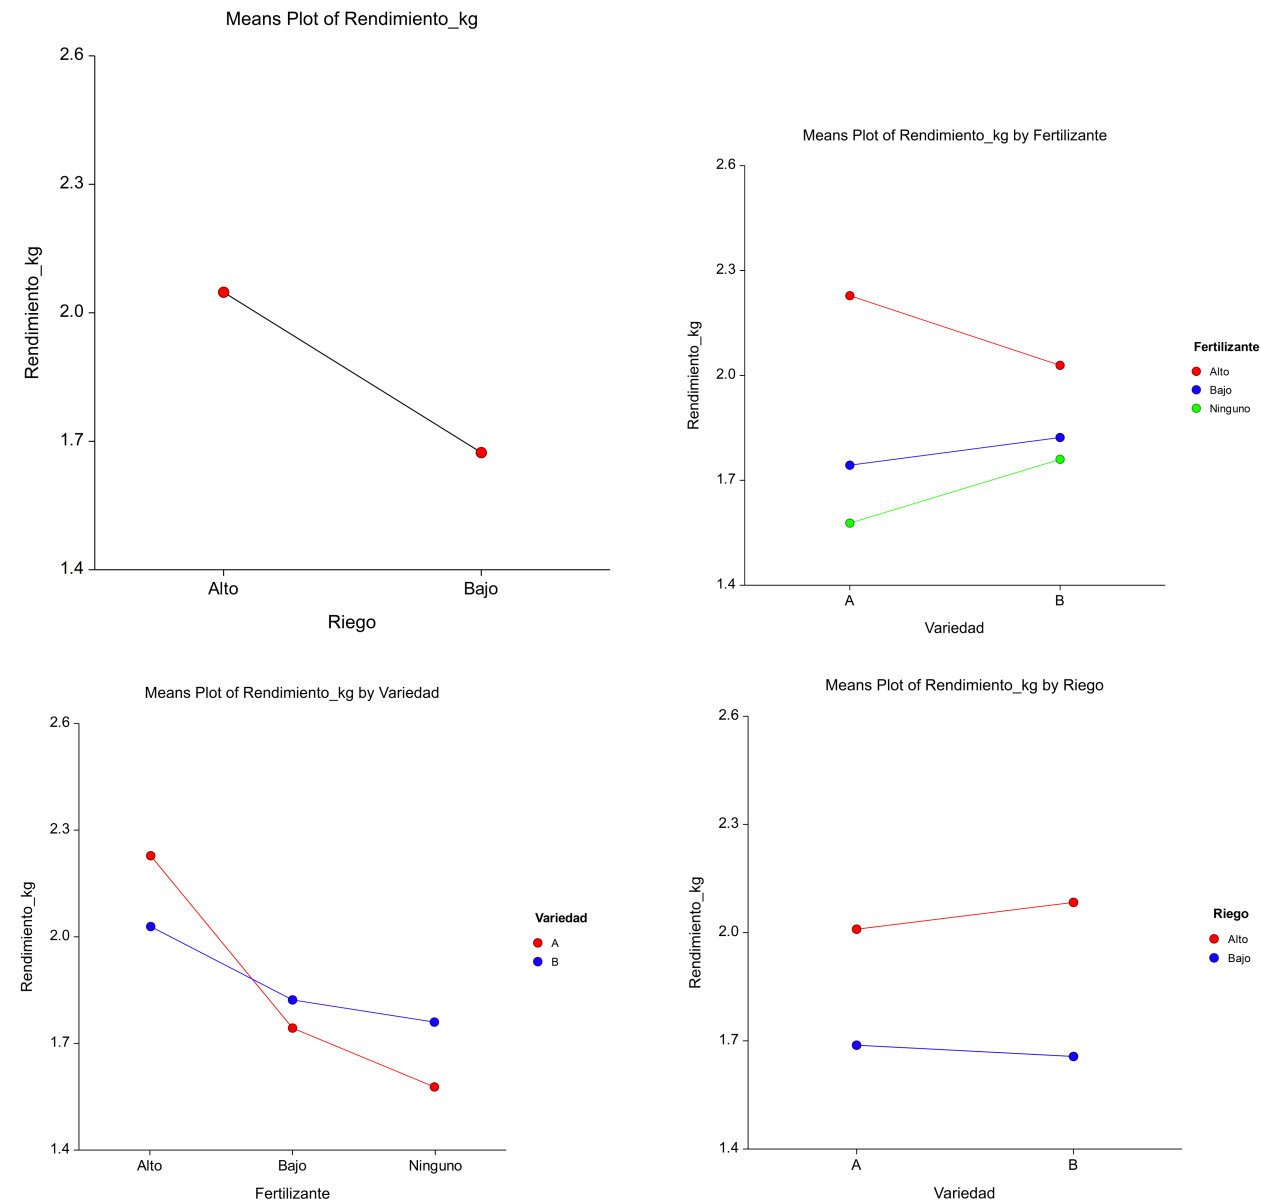 Means Plot of Rendimiento_kg
2.6
2.3
2.0
1.7
1.4
Rendimiento_kg
Alto
Bajo
Riego
Means Plot of Rendimiento_kg by Fertilizante
2.6
2.3
2.0
1.7
1.4
Rendimiento_kg
A
B
Variedad
Fertilizante
Alto
Bajo
Ninguno
Means Plot of Rendimiento_kg by Variedad
2.6
2.3
2.0
1.7
1.4
Rendimiento_kg
Alto
Bajo
Ninguno
Fertilizante
Variedad
A
B
Means Plot of Rendimiento_kg by Riego
2.6
2.3
2.0
1.7
1.4
Rendimiento_kg
A
B
Variedad
Riego
Alto
Bajo